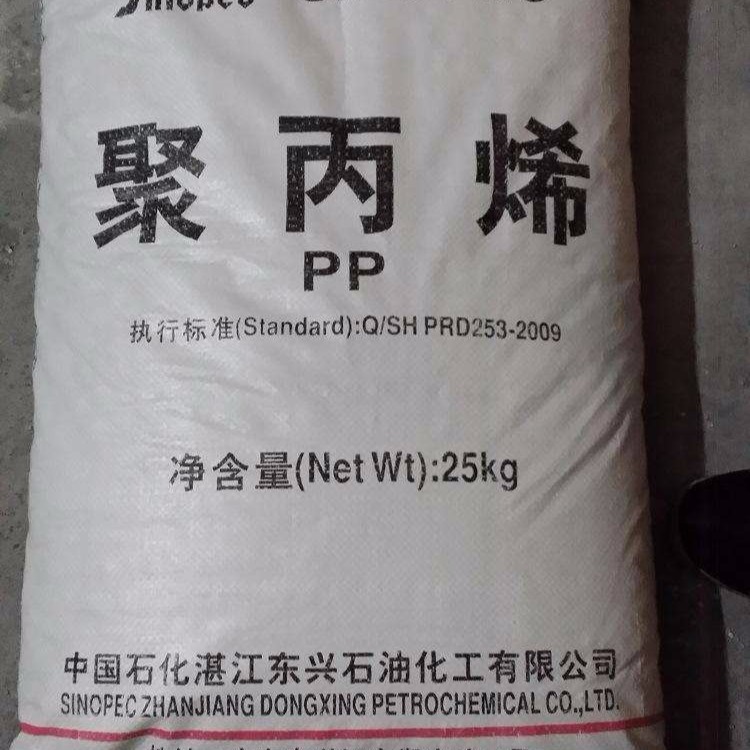 Sinopec
聚丙烯
PP
执行标准(Standard):Q/SH PRD253-2009
净含量(Net Wt):25kg
中国石化湛江东兴石油化工有限公司
SINOPEC ZHANJIANG DONGXING PETROCHEMICAL CO.,LTD.